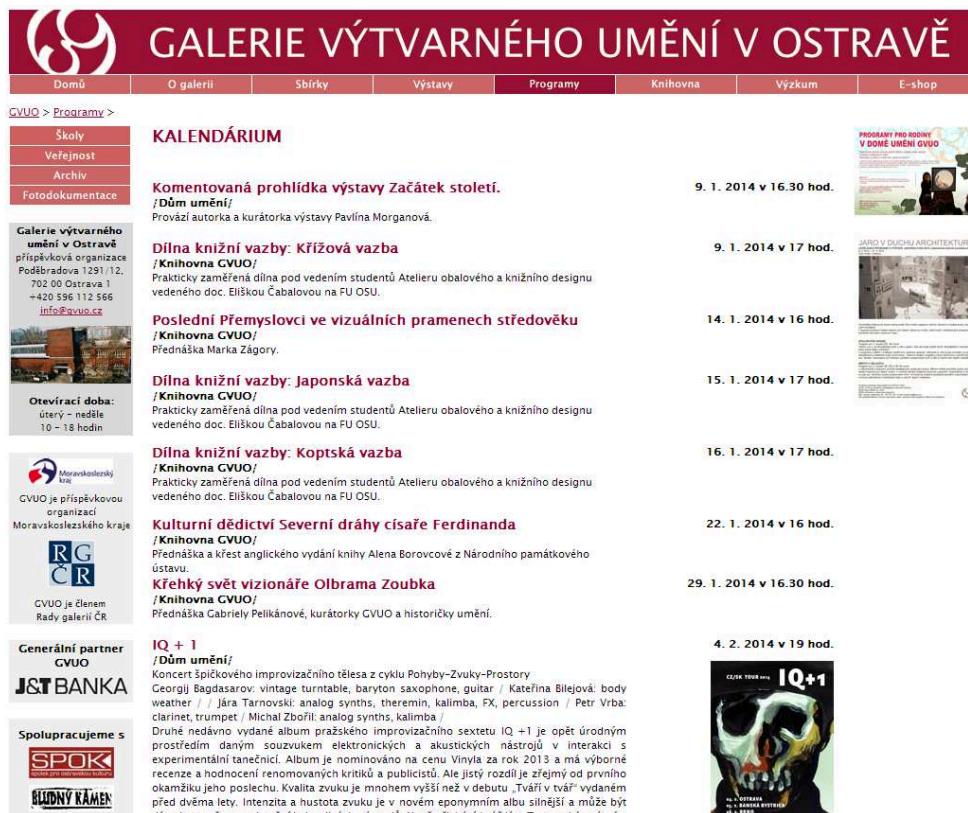 GALERIE VÝTVARNÉHO UMĚNÍ V OSTRAVĚ
Domů
O galerii
Sbírky
Výstavy
Programy
Knihovna
Výzkum
E-shop
GVUO > Programy >
Školy
Veřejnost
Archiv
Fotodokumentace
Galerie výtvarného
umění v Ostravě
příspěvková organizace
Poděbradova 1291/12,
702 00 Ostrava 1
+420 596 112 566
info@gvuo.cz
Otevírací doba:
úterý – neděle
10 – 18 hodin
Moravskoslezský
kraj
GVUO je příspěvkovou
organizací
Moravskoslezského kraje
RG
ČR
GVUO je členem
Rady galerií ČR
Generální partner
GVUO
J&T BANKA
Spolupracujeme s
SPOK
spolek pro ostravskou kulturu
BLUDNÝ KÁMEN
KALENDÁRIUM
Komentovaná prohlídka výstavy Začátek století.
9. 1. 2014 v 16.30 hod.
/Dům umění/
Provází autorka a kurátorka výstavy Pavlína Morganová.
Dílna knižní vazby: Křížová vazba
9. 1. 2014 v 17 hod.
/Knihovna GVUO/
Prakticky zaměřená dílna pod vedením studentů Atelieru obalového a knižního designu
vedeného doc. Eliškou Čabalovou na FU OSU.
Poslední Přemyslovci ve vizuálních pramenech středověku
14. 1. 2014 v 16 hod.
/Knihovna GVUO/
Přednáška Marka Zágory.
Dílna knižní vazby: Japonská vazba
15. 1. 2014 v 17 hod.
/Knihovna GVUO/
Prakticky zaměřená dílna pod vedením studentů Atelieru obalového a knižního designu
vedeného doc. Eliškou Čabalovou na FU OSU.
Dílna knižní vazby: Koptská vazba
16. 1. 2014 v 17 hod.
/Knihovna GVUO/
Prakticky zaměřená dílna pod vedením studentů Atelieru obalového a knižního designu
vedeného doc. Eliškou Čabalovou na FU OSU.
Kulturní dědictví Severní dráhy císaře Ferdinanda
22. 1. 2014 v 16 hod.
/Knihovna GVUO/
Přednáška a křest anglického vydání knihy Alena Borovcové z Národního památkového
ústavu.
Křehký svět vizionáře Olbrama Zoubka
29. 1. 2014 v 16.30 hod.
/Knihovna GVUO/
Přednáška Gabriely Pelikánové, kurátorky GVUO a historičky umění.
IQ + 1
4. 2. 2014 v 19 hod.
/Dům umění/
Koncert špičkového improvizačního tělesa z cyklu Pohyby–Zvuky–Prostory
Georgij Bagdasarov: vintage turntable, baryton saxophone, guitar / Kateřina Bilejová: body
weather / / Jára Tarnovski: analog synths, theremin, kalimba, FX, percussion / Petr Vrba:
clarinet, trumpet / Michal Zbořil: analog synths, kalimba /
Druhé nedávno vydané album pražského improvizačního sextetu IQ +1 je opět úrodným
prostředím daným souzvukem elektronických a akustických nástrojů v interakci s
experimentální tanečnicí. Album je nominováno na cenu Vinyla za rok 2013 a má výborné
recenze a hodnocení renomovaných kritiků a publicistů. Ale jistý rozdíl je zřejmý od prvního
okamžiku jeho poslechu. Kvalita zvuku je mnohem vyšší než v debutu „Tváří v tvář“ vydaném
před dvěma lety. Intenzita a hustota zvuku je v novém eponymním albu silnější a může být
PROGRAMY PRO RODINY
V DOMĚ UMĚNÍ GVUO
JARO V DUCHU ARCHITEKTUR
CZ/SK TOUR 2014
IQ+1
OSTRAVA
BANSKÁ BYSTRICA
BRNO